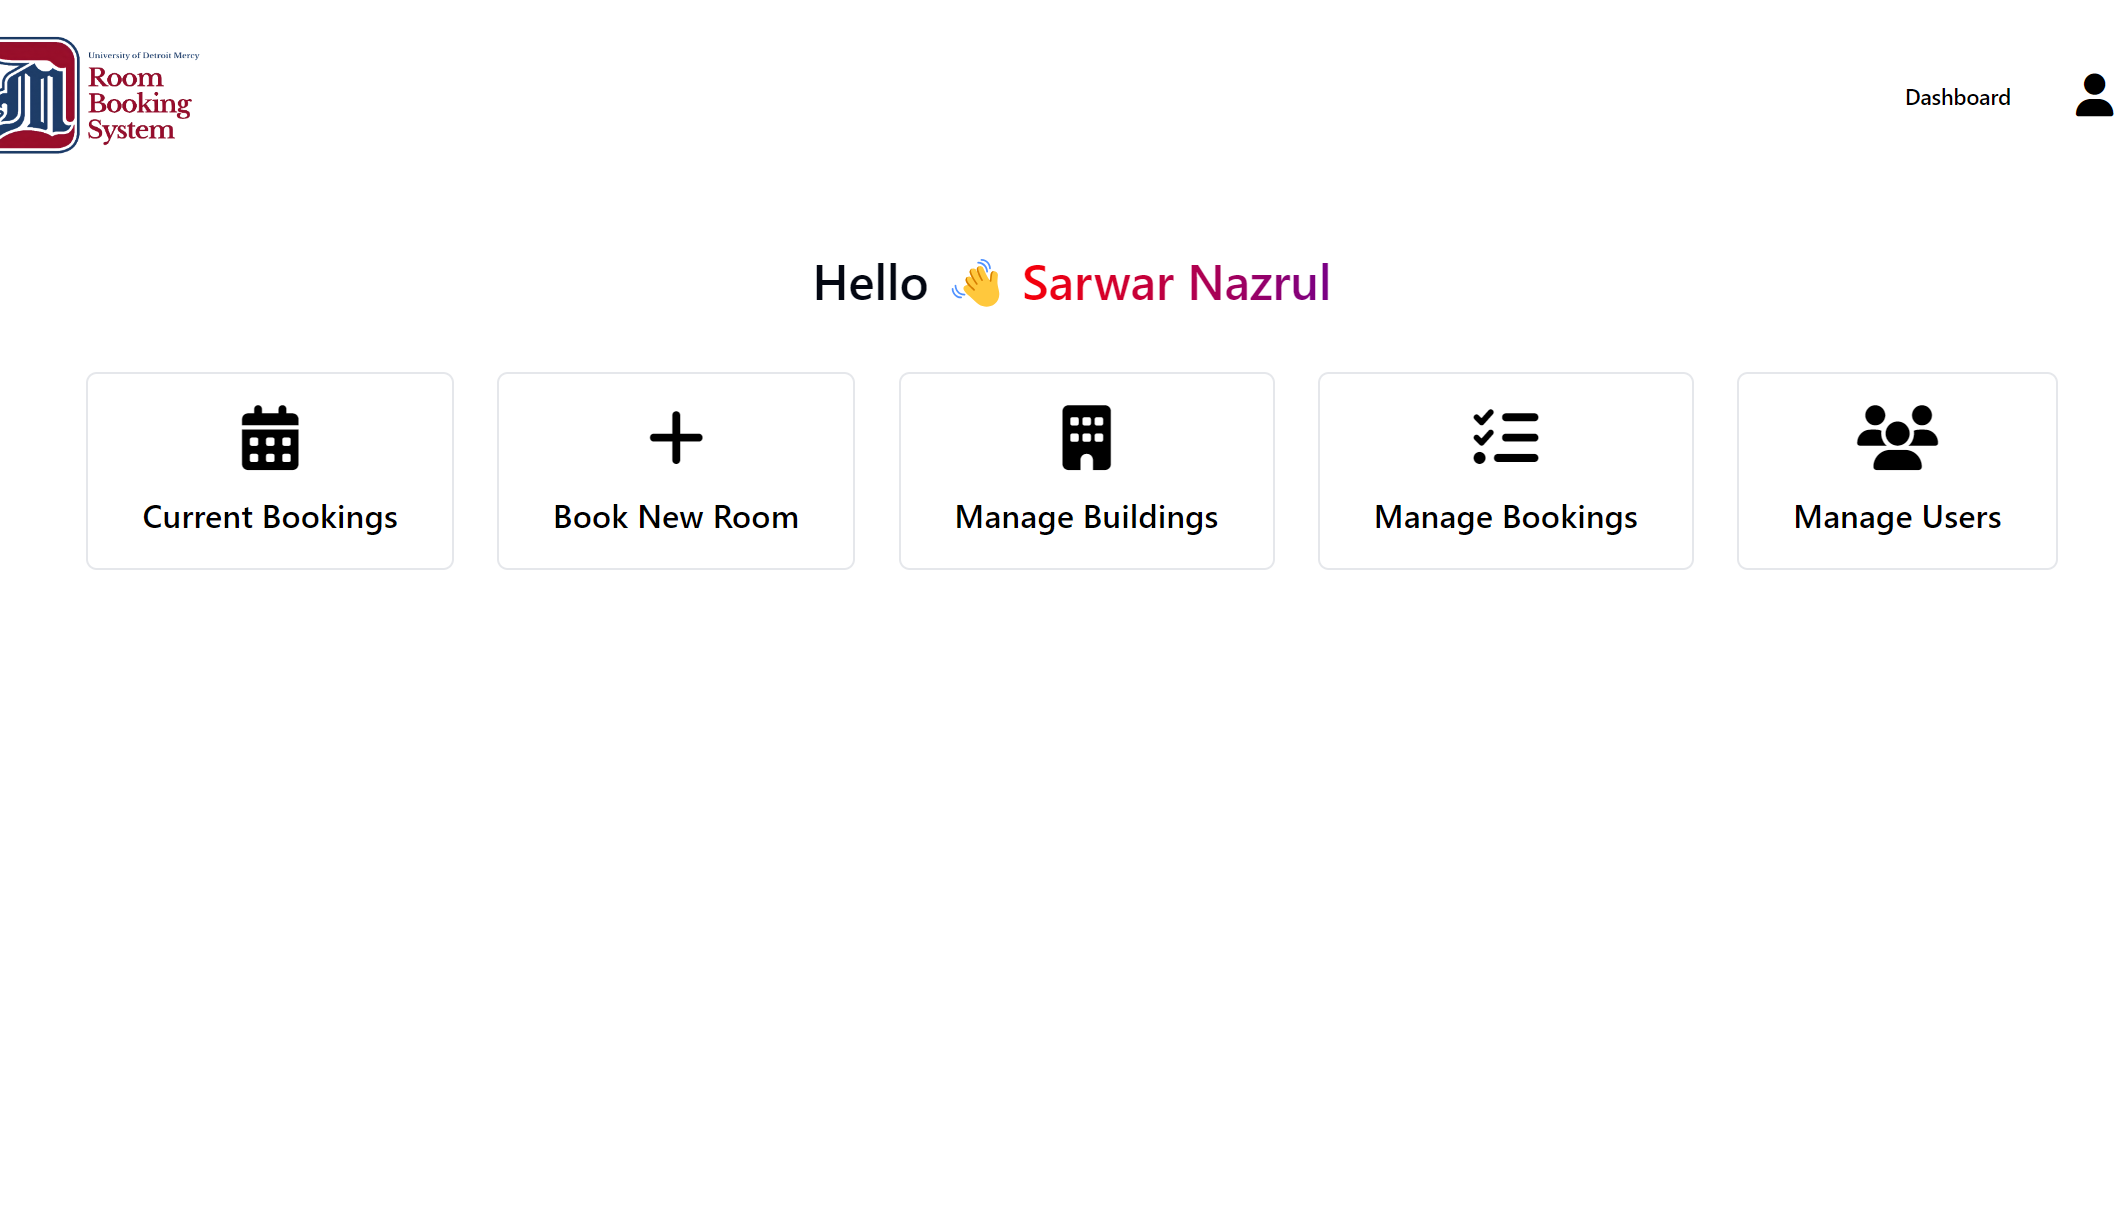 University of Detroit Mercy
Room
Booking
System
Dashboard
Hello 👋 Sarwar Nazrul
Current Bookings
Book New Room
Manage Buildings
Manage Bookings
Manage Users